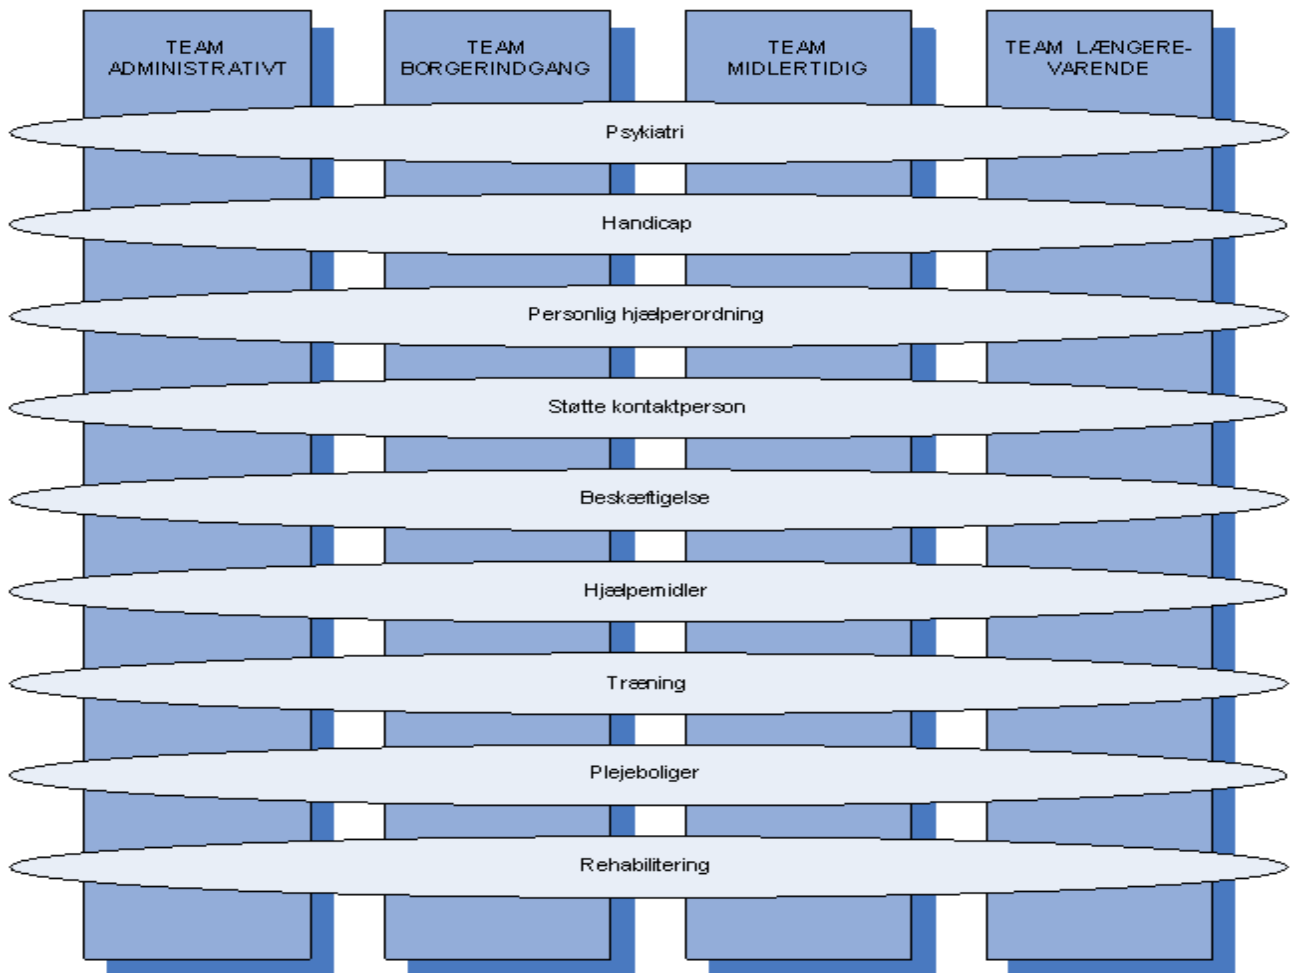 TEAM
ADMINISTRATIVT
TEAM
BORGERINDGANG
TEAM
MIDLERTIDIG
TEAM LÆNGERE-
VARENDE
Psykiatri
Handicap
Personlig hjælperordning
Støtte kontaktperson
Beskæftigelse
Hjælpemidler
Træning
Plejeboliger
Rehabilitering